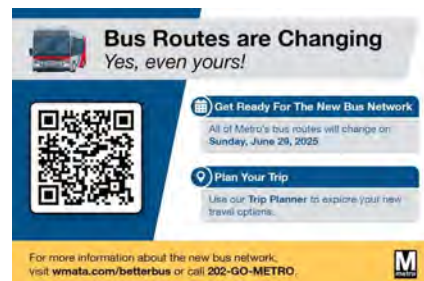 Bus Routes are Changing
Yes, even yours!
Get Ready For The New Bus Network
All of Metro's bus routes will change on
Sunday, June 29, 2025
Plan Your Trip
Use our Trip Planner to explore your new
travel options.
For more information about the new bus network,
visit wmata.com/betterbus or call 202-GO-METRO.
M
metro